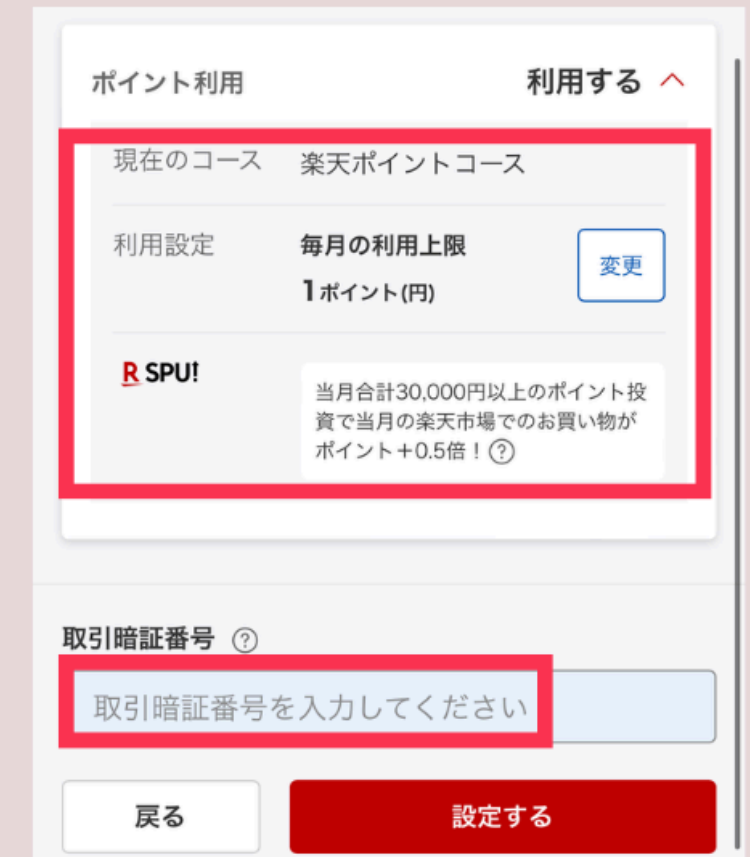 ポイント利用 利用する
現在のコース 楽天ポイントコース
利用設定 毎月の利用上限
1ポイント(円)
変更
R SPU!
当月合計30,000円以上のポイント投
資で当月の楽天市場でのお買い物が
ポイント+0.5倍!?
取引暗証番号 ?
取引暗証番号を入力してください
戻る 設定する